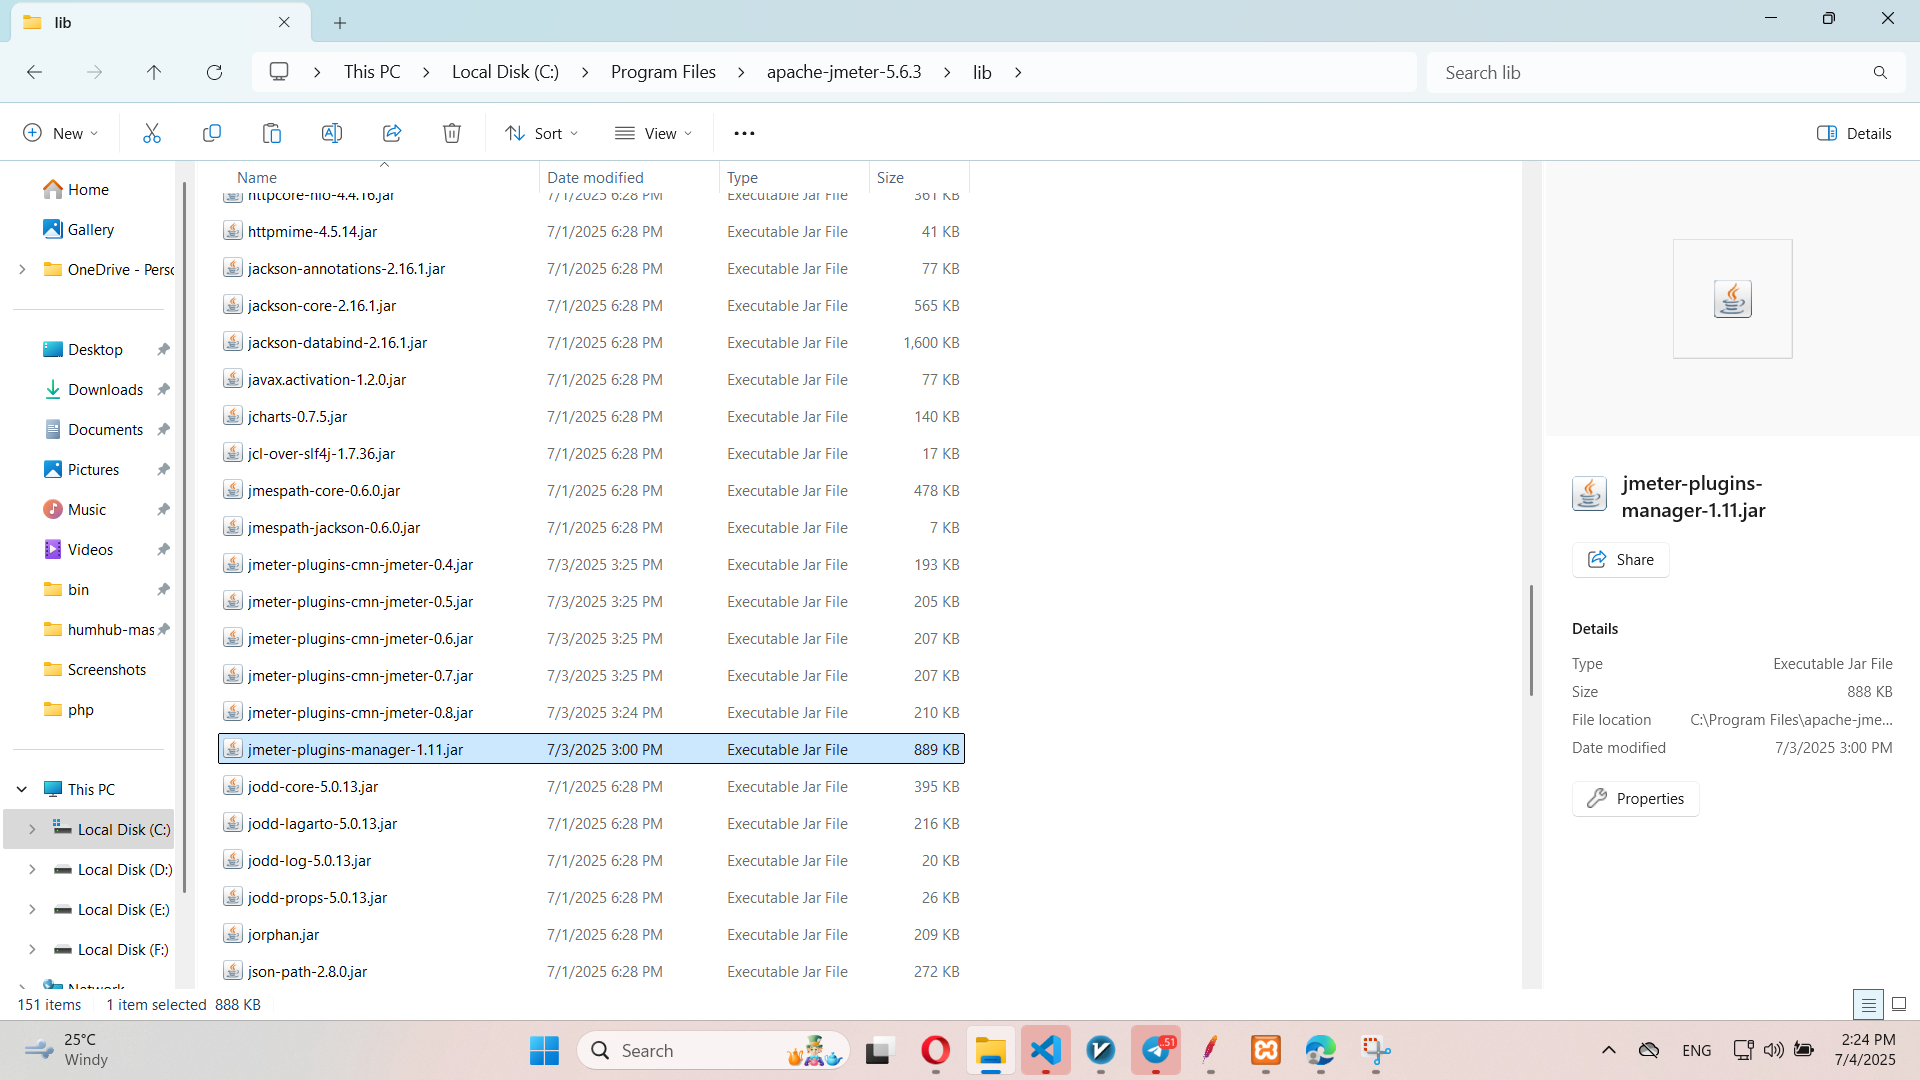 lib
This PC
Local Disk (C:)
Program Files
apache-jmeter-5.6.3
lib
Search lib
New
Sort
View
Details
Name
Date modified
Type
Size
Home
Gallery
OneDrive - Pers
Desktop
Downloads
Documents
Pictures
Music
Videos
bin
humhub-mas
Screenshots
php
This PC
Local Disk (C:)
Local Disk (D:)
Local Disk (E:)
Local Disk (F:)
Network
httpcore-nio-4.4.16.jar 7/1/2025 6:28 PM Executable Jar File 361 KB
httpmime-4.5.14.jar 7/1/2025 6:28 PM Executable Jar File 41 KB
jackson-annotations-2.16.1.jar 7/1/2025 6:28 PM Executable Jar File 77 KB
jackson-core-2.16.1.jar 7/1/2025 6:28 PM Executable Jar File 565 KB
jackson-databind-2.16.1.jar 7/1/2025 6:28 PM Executable Jar File 1,600 KB
javax.activation-1.2.0.jar 7/1/2025 6:28 PM Executable Jar File 77 KB
jcharts-0.7.5.jar 7/1/2025 6:28 PM Executable Jar File 140 KB
jcl-over-slf4j-1.7.36.jar 7/1/2025 6:28 PM Executable Jar File 17 KB
jmespath-core-0.6.0.jar 7/1/2025 6:28 PM Executable Jar File 478 KB
jmespath-jackson-0.6.0.jar 7/1/2025 6:28 PM Executable Jar File 7 KB
jmeter-plugins-cmn-jmeter-0.4.jar 7/3/2025 3:25 PM Executable Jar File 193 KB
jmeter-plugins-cmn-jmeter-0.5.jar 7/3/2025 3:25 PM Executable Jar File 205 KB
jmeter-plugins-cmn-jmeter-0.6.jar 7/3/2025 3:25 PM Executable Jar File 207 KB
jmeter-plugins-cmn-jmeter-0.7.jar 7/3/2025 3:25 PM Executable Jar File 207 KB
jmeter-plugins-cmn-jmeter-0.8.jar 7/3/2025 3:24 PM Executable Jar File 210 KB
jmeter-plugins-manager-1.11.jar 7/3/2025 3:00 PM Executable Jar File 889 KB
jodd-core-5.0.13.jar 7/1/2025 6:28 PM Executable Jar File 395 KB
jodd-lagarto-5.0.13.jar 7/1/2025 6:28 PM Executable Jar File 216 KB
jodd-log-5.0.13.jar 7/1/2025 6:28 PM Executable Jar File 20 KB
jodd-props-5.0.13.jar 7/1/2025 6:28 PM Executable Jar File 26 KB
jorphan.jar 7/1/2025 6:28 PM Executable Jar File 209 KB
json-path-2.8.0.jar 7/1/2025 6:28 PM Executable Jar File 272 KB
jmeter-plugins-
manager-1.11.jar
Share
Details
Type Executable Jar File
Size 888 KB
File location C:\Program Files\apache-jme...
Date modified 7/3/2025 3:00 PM
Properties
151 items
1 item selected 888 KB
25°C
Windy
Search
51
ENG
2:24 PM
7/4/2025